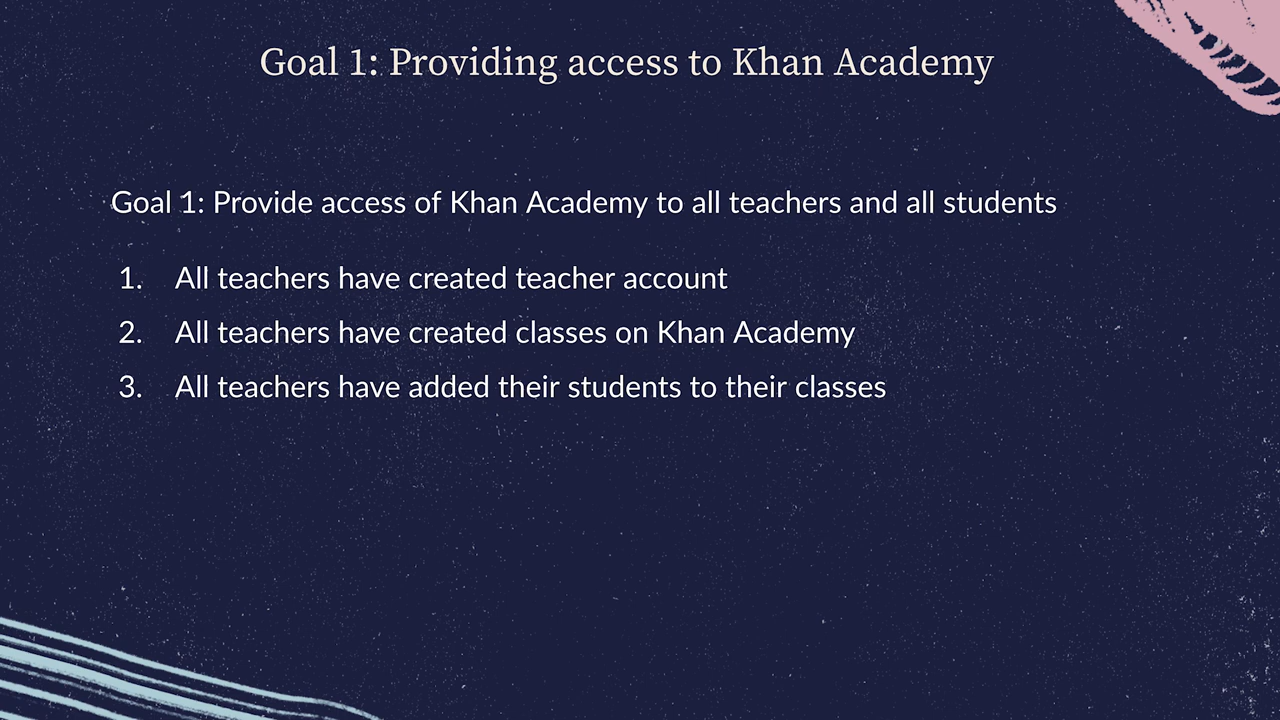 Goal 1: Providing access to Khan Academy
Goal 1: Provide access of Khan Academy to all teachers and all students
1. All teachers have created teacher account
2. All teachers have created classes on Khan Academy
3. All teachers have added their students to their classes